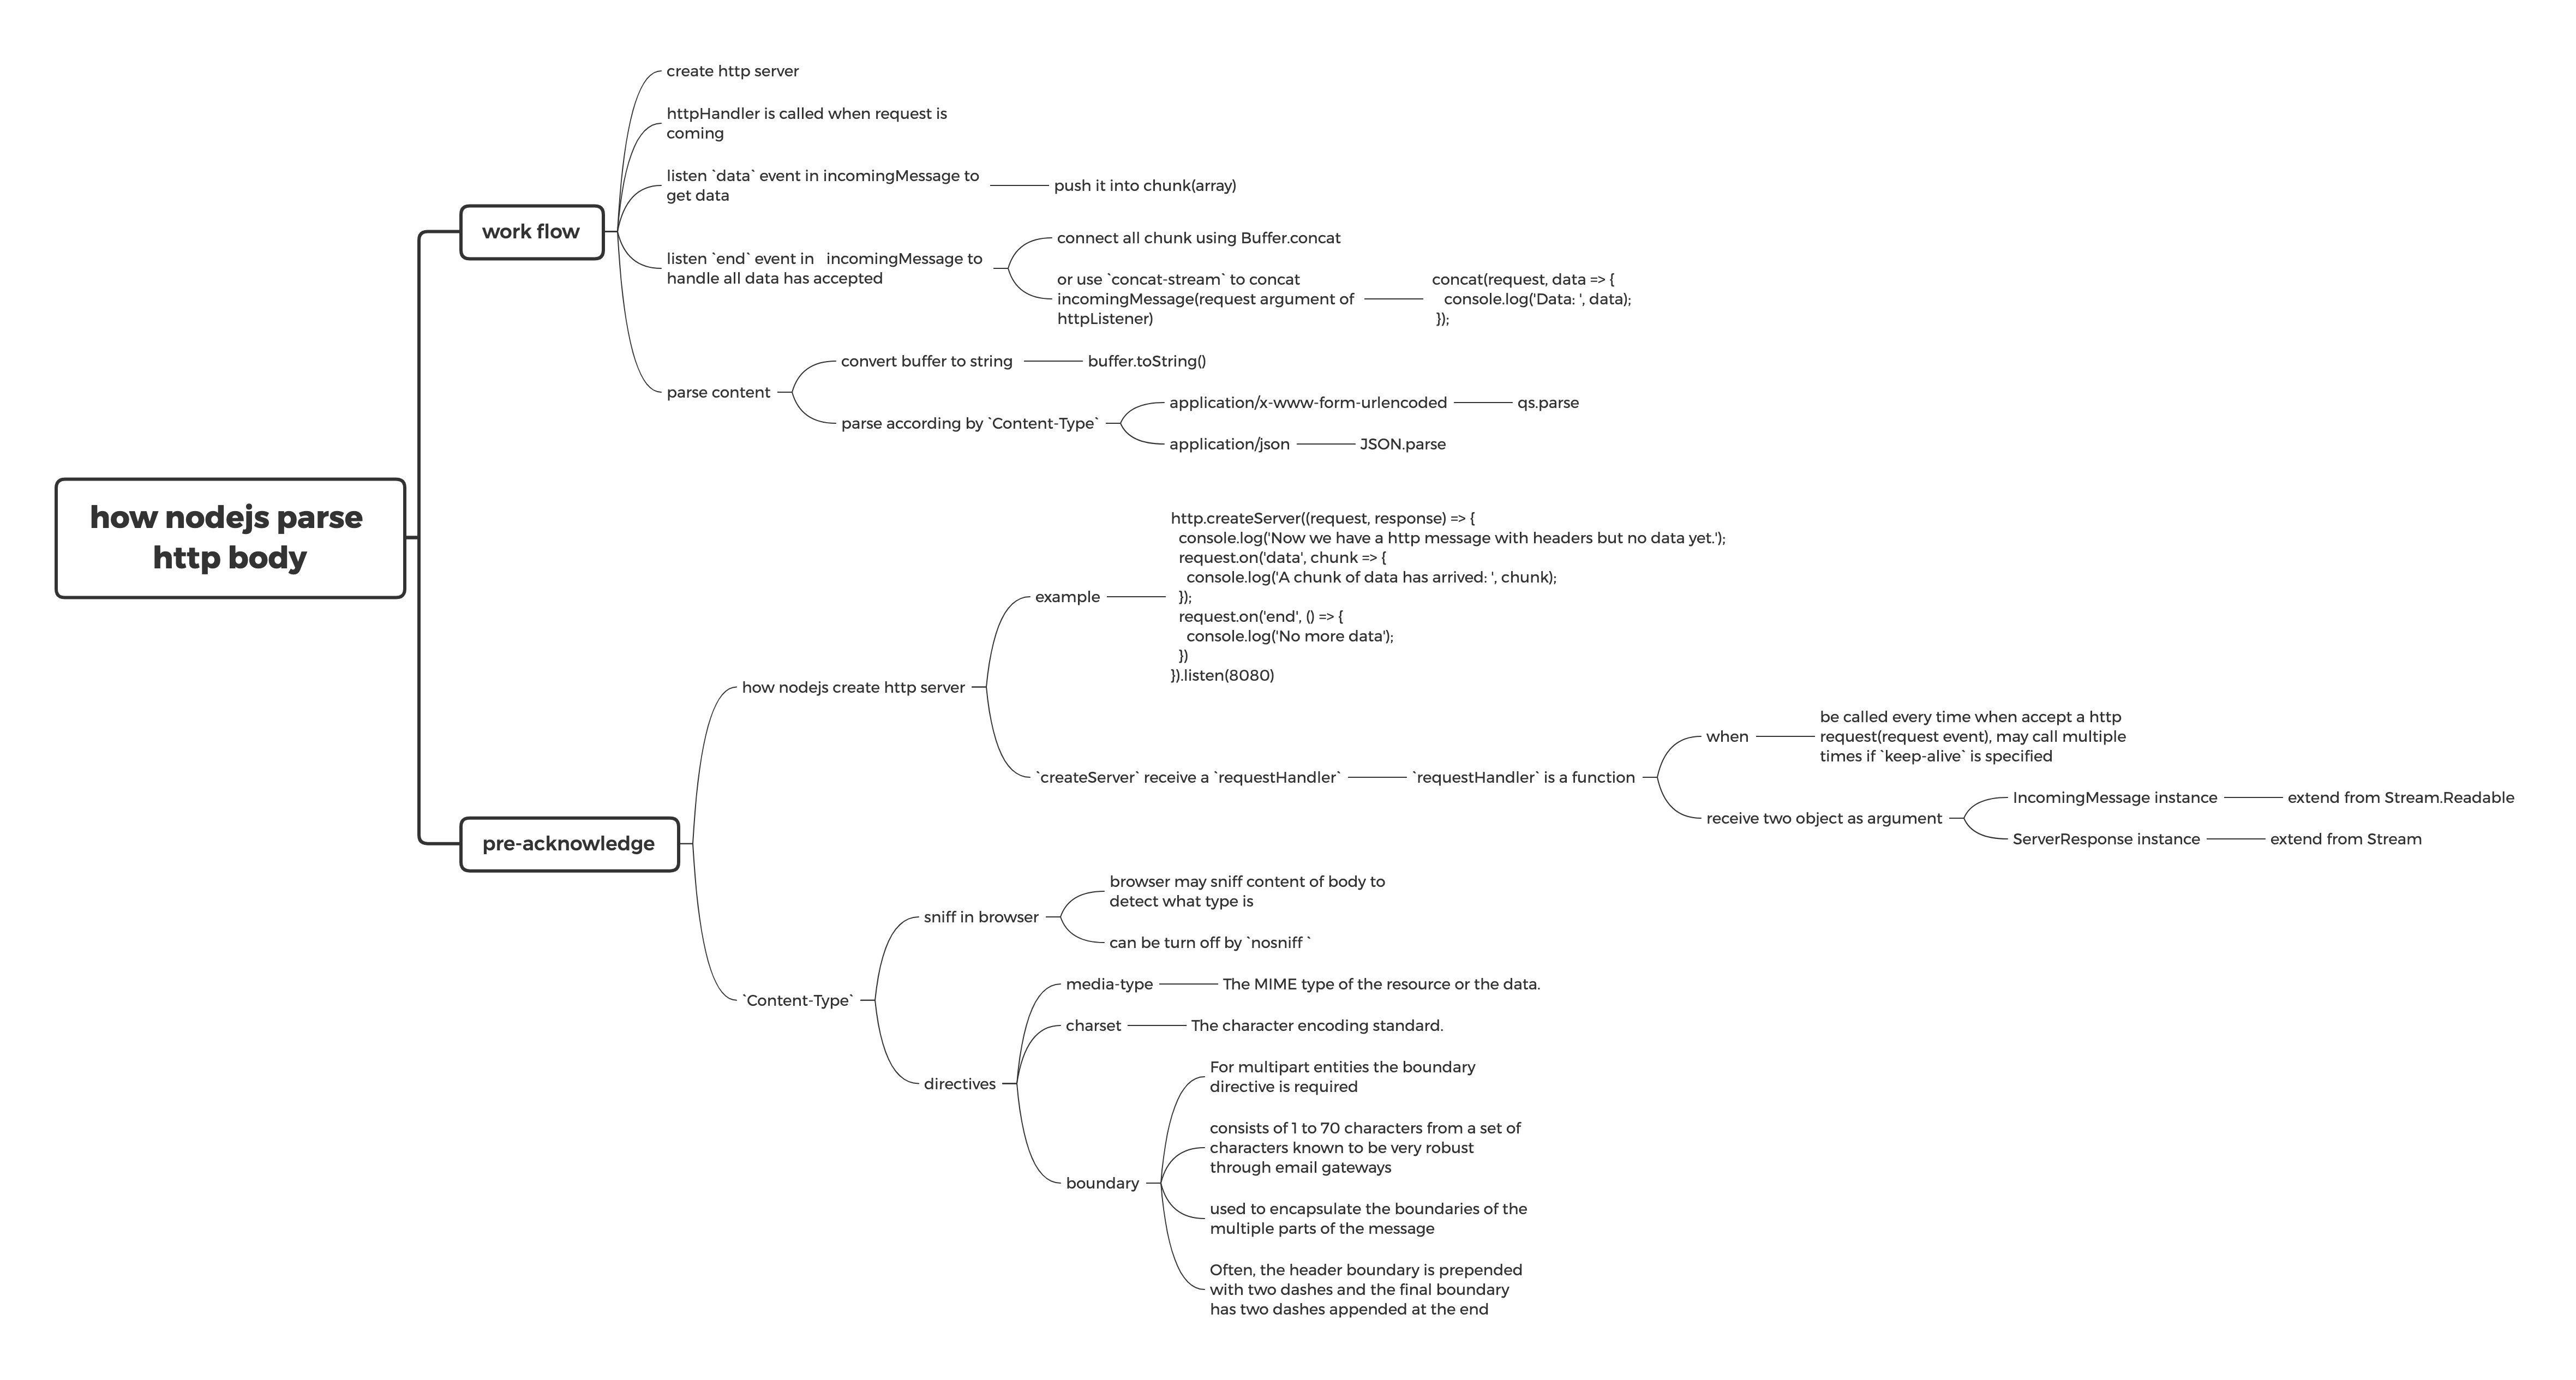 how nodejs parse
http body
work flow
create http server
httpHandler is called when request is
coming
listen `data` event in incomingMessage to
get data
push it into chunk(array)
listen `end` event in   incomingMessage to
handle all data has accepted
connect all chunk using Buffer.concat
or use `concat-stream` to concat
incomingMessage(request argument of
httpListener)
concat(request, data => {
   console.log('Data: ', data);
 });
parse content
convert buffer to string
buffer.toString()
parse according by `Content-Type`
application/x-www-form-urlencoded
qs.parse
application/json
JSON.parse
pre-acknowledge
how nodejs create http server
example
http.createServer((request, response) => {
  console.log('Now we have a http message with headers but no data yet.');
  request.on('data', chunk => {
    console.log('A chunk of data has arrived: ', chunk);
  });
  request.on('end', () => {
    console.log('No more data');
  })
}).listen(8080)
`createServer` receive a `requestHandler`
`requestHandler` is a function
when
be called every time when accept a http
request(request event), may call multiple
times if `keep-alive` is specified
receive two object as argument
IncomingMessage instance
extend from Stream.Readable
ServerResponse instance
extend from Stream
`Content-Type`
sniff in browser
browser may sniff content of body to
detect what type is
can be turn off by `nosniff `
directives
media-type
The MIME type of the resource or the data.
charset
The character encoding standard.
boundary
For multipart entities the boundary
directive is required
consists of 1 to 70 characters from a set of
characters known to be very robust
through email gateways
used to encapsulate the boundaries of the
multiple parts of the message
Often, the header boundary is prepended
with two dashes and the final boundary
has two dashes appended at the end